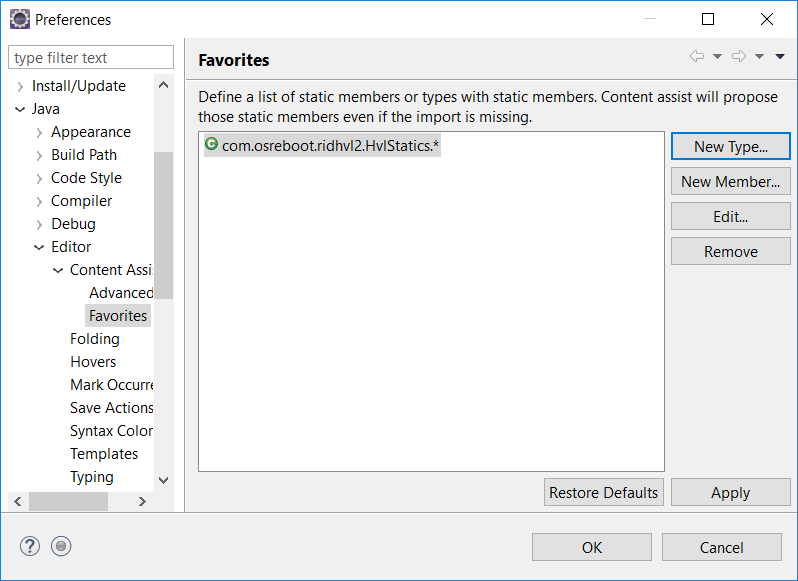 Preferences
type filter text
Install/Update
Java
Appearance
Build Path
Code Style
Compiler
Debug
Editor
Content Assi
Advanced
Favorites
Folding
Hovers
Mark Occurre
Save Actions
Syntax Color
Templates
Typing
Favorites
Define a list of static members or types with static members. Content assist will propose
those static members even if the import is missing.
C com.osreboot.ridhvl2.HvlStatics.*
New Type...
New Member...
Edit...
Remove
Restore Defaults
Apply
?
OK
Cancel